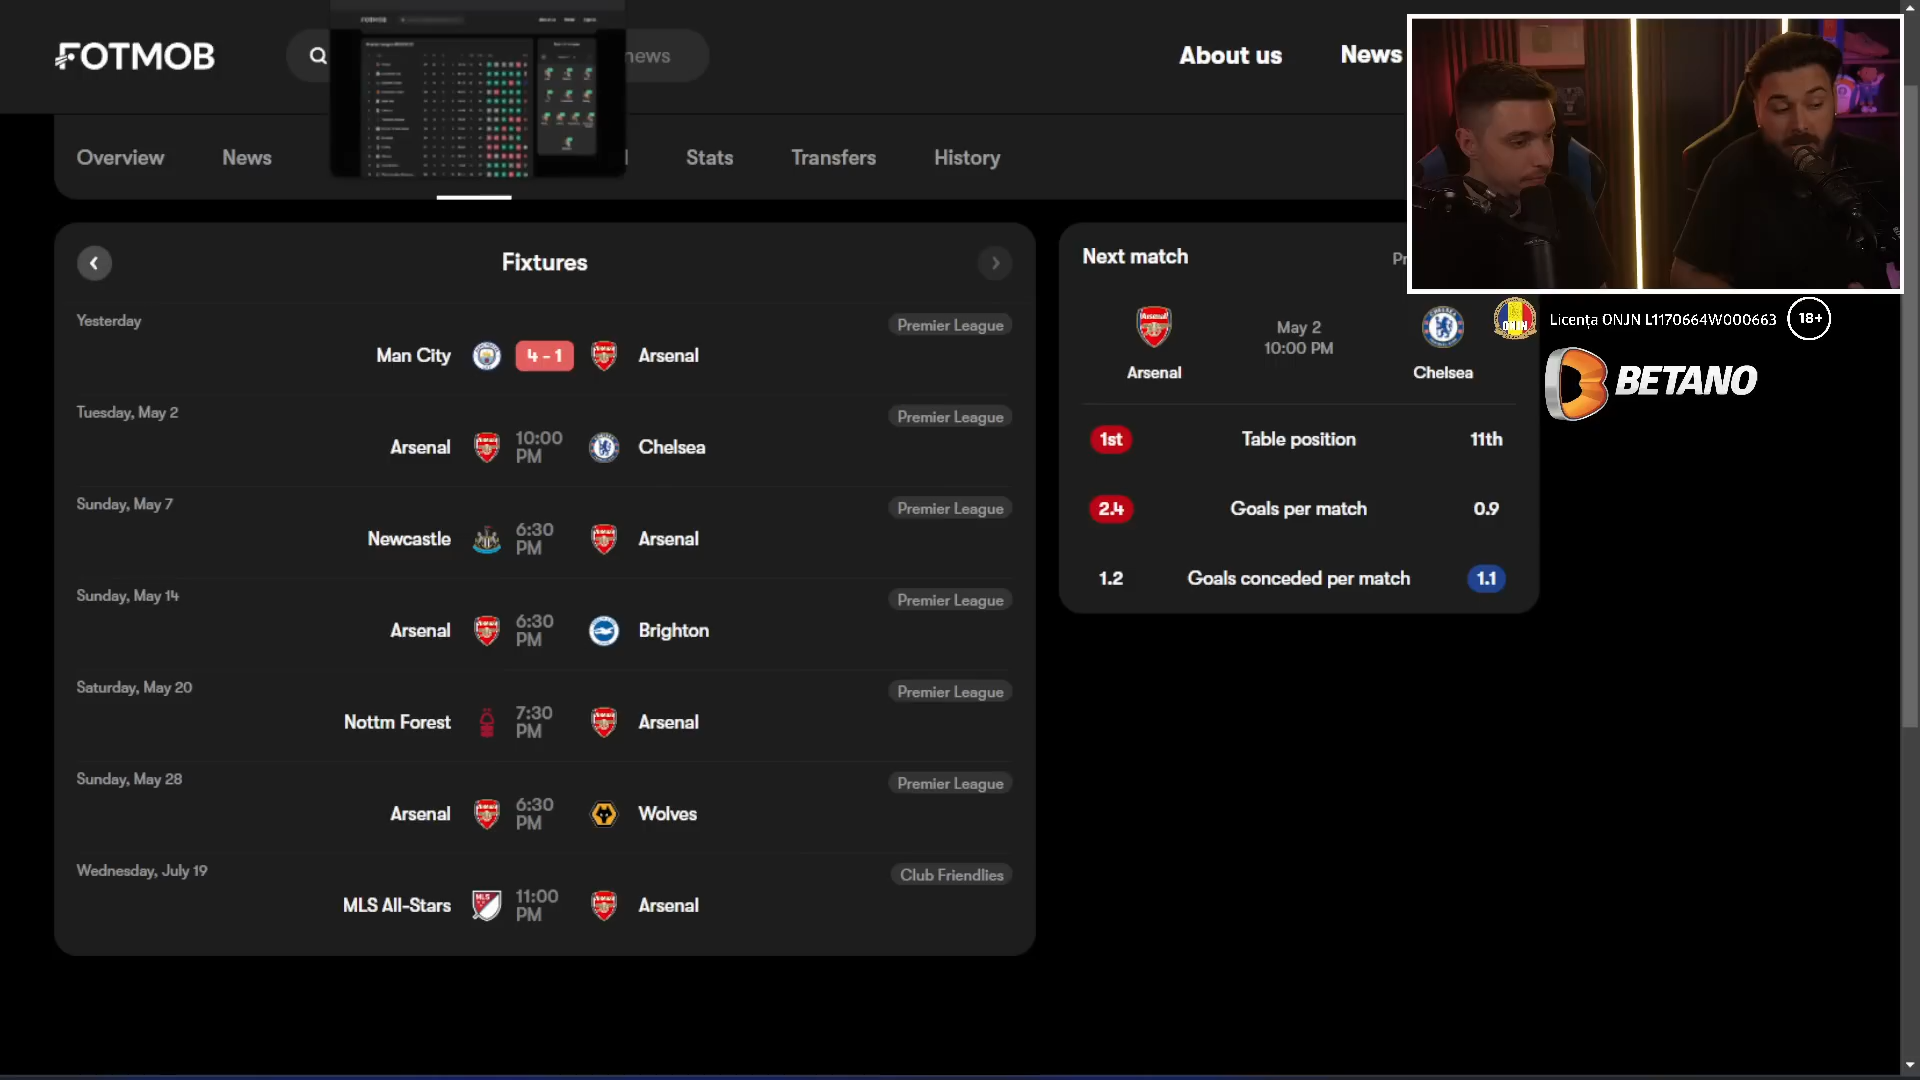 FOTMOB
news
About us
News
Overview
News
Stats
Transfers
History
Fixtures
Yesterday
Premier League
Man City
4 - 1
Arsenal
Tuesday, May 2
Premier League
Arsenal
10:00
PM
Chelsea
Sunday, May 7
Premier League
Newcastle
6:30
PM
Arsenal
Sunday, May 14
Premier League
Arsenal
6:30
PM
Brighton
Saturday, May 20
Premier League
Nottm Forest
7:30
PM
Arsenal
Sunday, May 28
Premier League
Arsenal
6:30
PM
Wolves
Wednesday, July 19
Club Friendlies
MLS All-Stars
11:00
PM
Arsenal
Next match
Pr
May 2
10:00 PM
Arsenal
Chelsea
1st
Table position
11th
2.4
Goals per match
0.9
1.2
Goals conceded per match
1.1
ONJN
Licența ONJN L1170664W000663
18+
BETANO